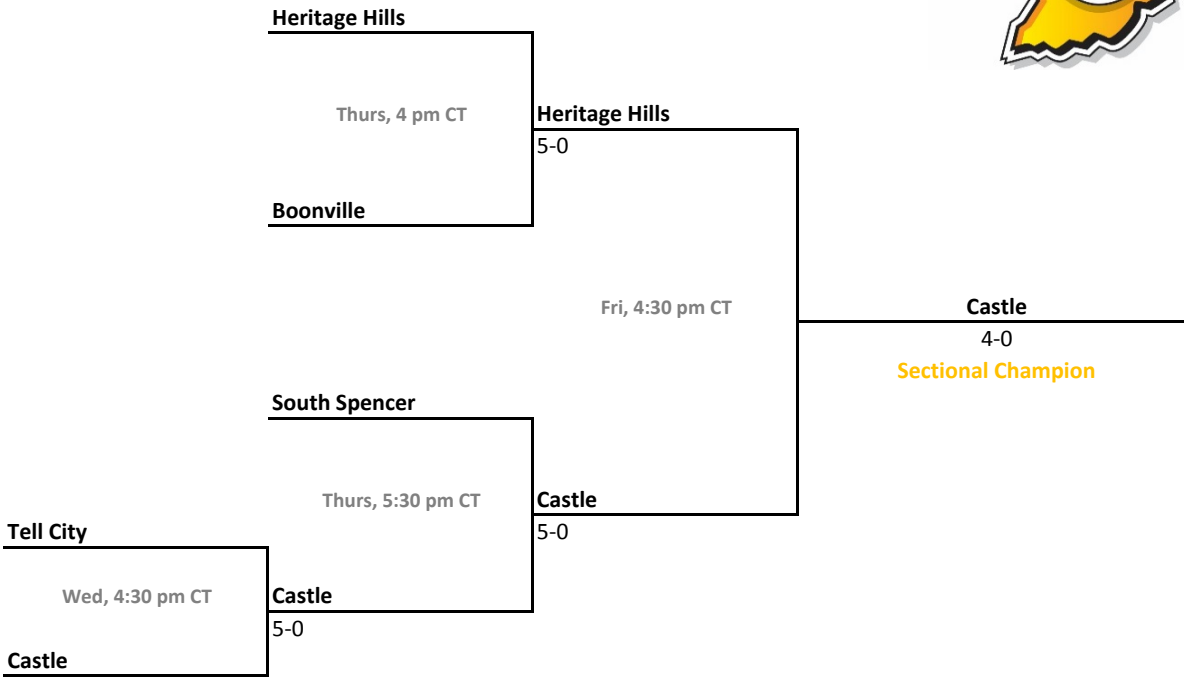 Heritage Hills
Thurs, 4 pm CT
Heritage Hills
5-0
Boonville
Fri, 4:30 pm CT
Castle
4-0
Sectional Champion
South Spencer
Thurs, 5:30 pm CT
Castle
5-0
Tell City
Wed, 4:30 pm CT
Castle
5-0
Castle